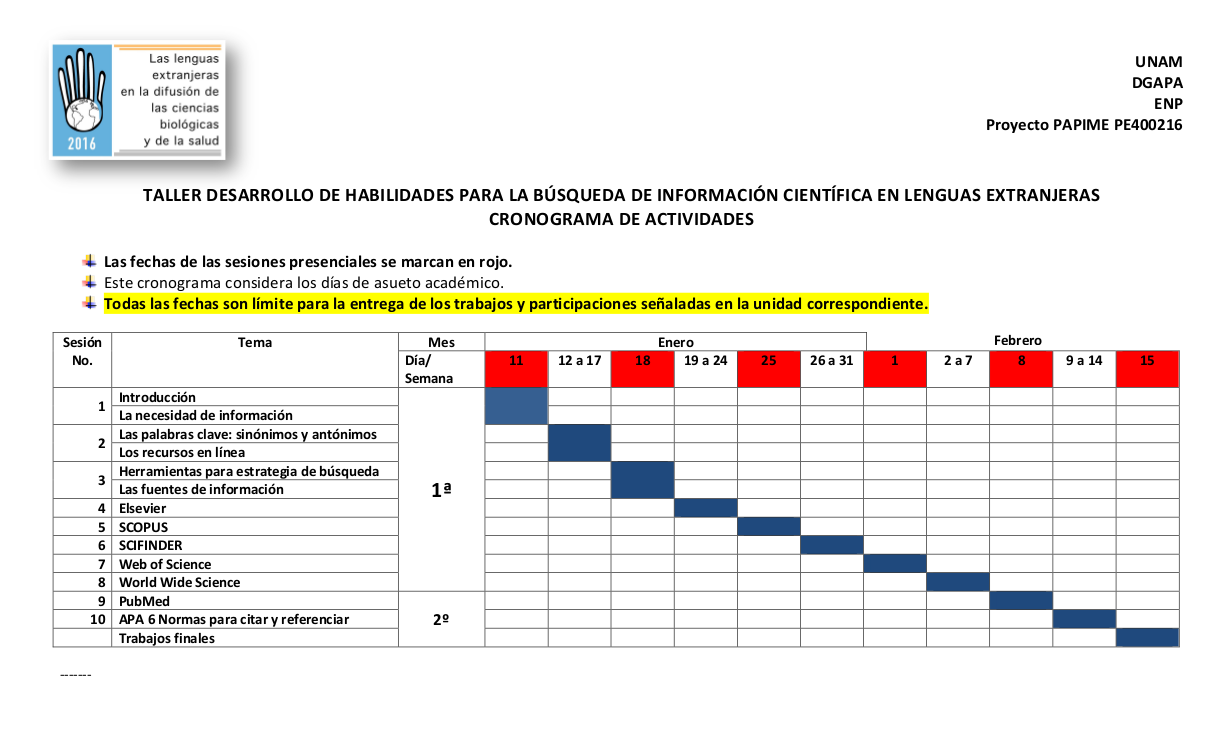 Las lenguas
extranjeras
en la difusión de
las ciencias
biológicas
y de la salud
2016
UNAM
DGAPA
ENP
Proyecto PAPIME PE400216
TALLER DESARROLLO DE HABILIDADES PARA LA BÚSQUEDA DE INFORMACIÓN CIENTÍFICA EN LENGUAS EXTRANJERAS
CRONOGRAMA DE ACTIVIDADES
Las fechas de las sesiones presenciales se marcan en rojo.
Este cronograma considera los días de asueto académico.
Todas las fechas son límite para la entrega de los trabajos y participaciones señaladas en la unidad correspondiente.
Sesión No. Tema Mes Enero Febrero
Día/ Semana 11 12 a 17 18 19 a 24 25 26 a 31 1 2 a 7 8 9 a 14 15
1 Introducción
La necesidad de información
2 Las palabras clave: sinónimos y antónimos
Los recursos en línea
3 Herramientas para estrategia de búsqueda
Las fuentes de información
1ª
4 Elsevier
5 SCOPUS
6 SCIFINDER
7 Web of Science
8 World Wide Science
9 PubMed
10 APA 6 Normas para citar y referenciar
2º
Trabajos finales
-------